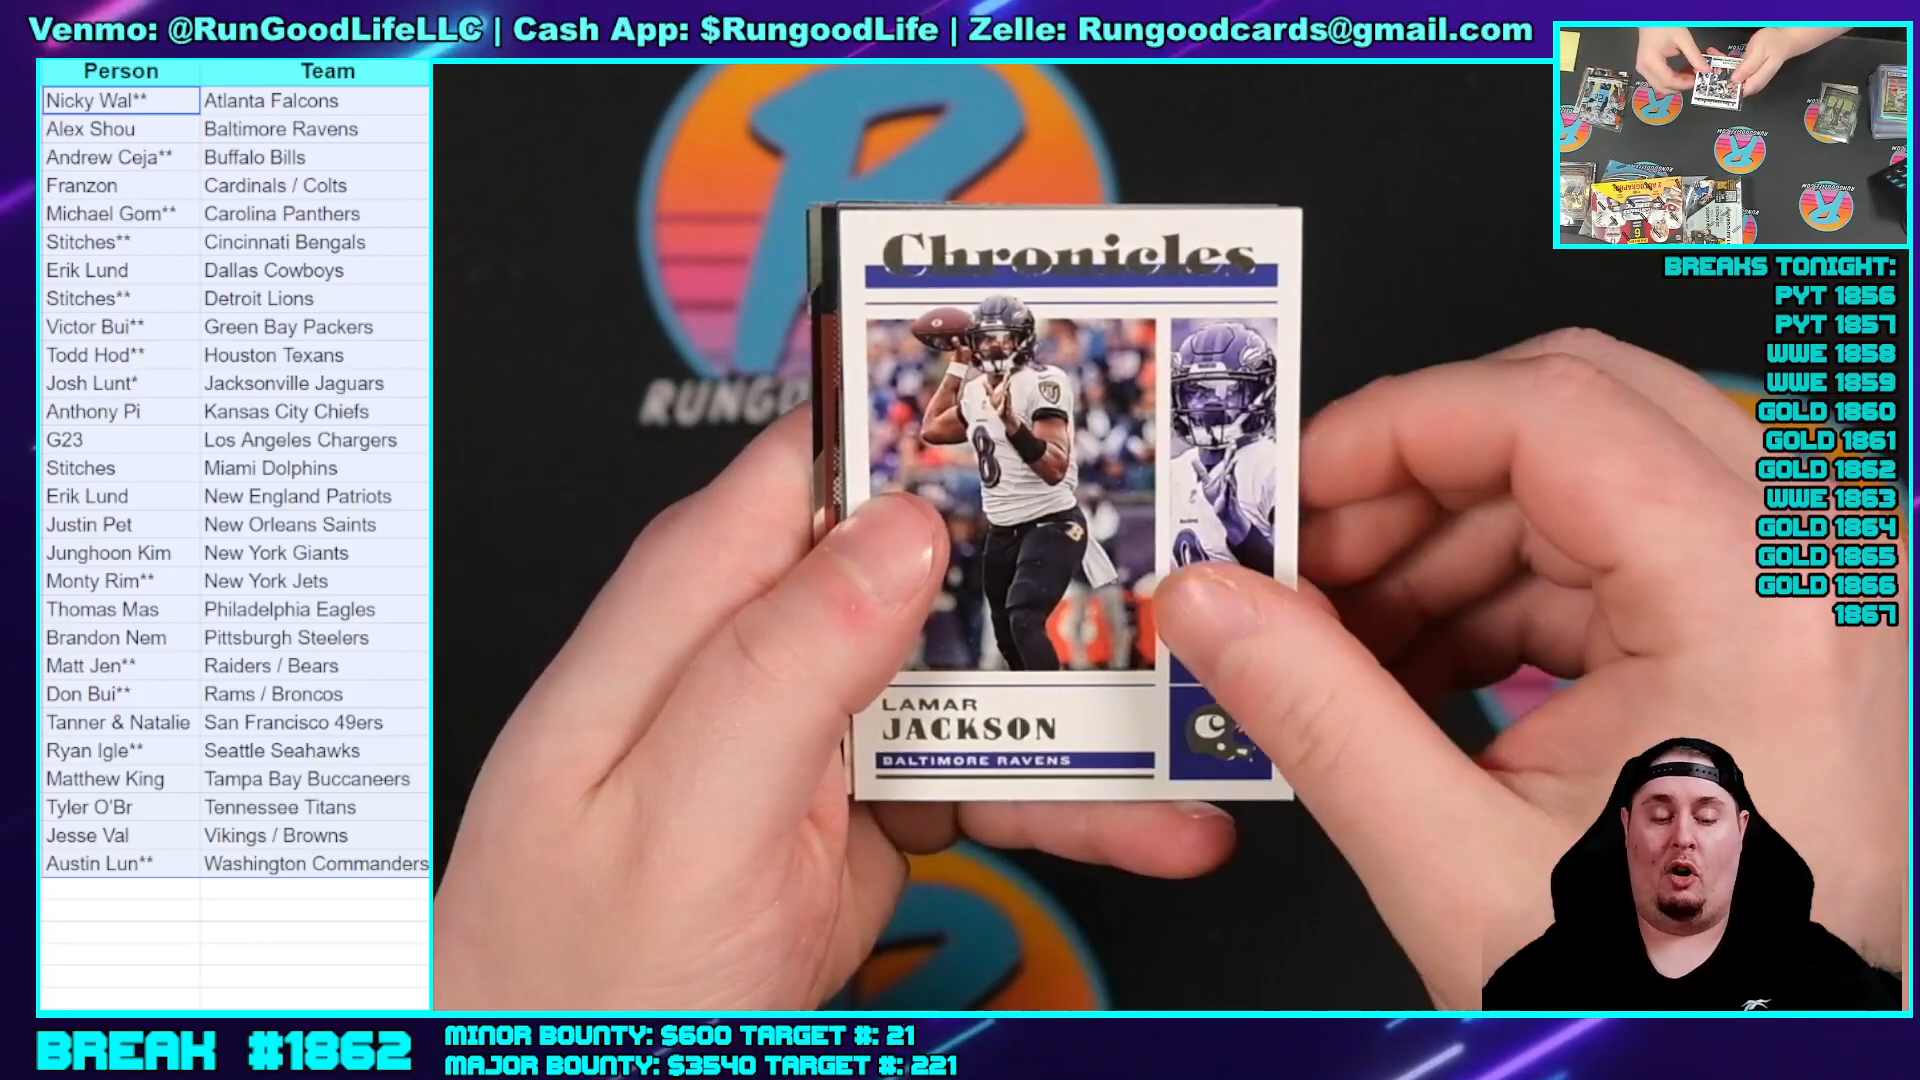 Venmo: @RunGoodLifeLLC | Cash App: $RungoodLife | Zelle: Rungoodcards@gmail.com
Person Team
Nicky Wal** Atlanta Falcons
Alex Shou Baltimore Ravens
Andrew Ceja** Buffalo Bills
Franzon Cardinals / Colts
Michael Gom** Carolina Panthers
Stitches** Cincinnati Bengals
Erik Lund Dallas Cowboys
Stitches** Detroit Lions
Victor Bui** Green Bay Packers
Todd Hod** Houston Texans
Josh Lunt* Jacksonville Jaguars
Anthony Pi Kansas City Chiefs
G23 Los Angeles Chargers
Stitches Miami Dolphins
Erik Lund New England Patriots
Justin Pet New Orleans Saints
Junghoon Kim New York Giants
Monty Rim** New York Jets
Thomas Mas Philadelphia Eagles
Brandon Nem Pittsburgh Steelers
Matt Jen** Raiders / Bears
Don Bui** Rams / Broncos
Tanner & Natalie San Francisco 49ers
Ryan Igle** Seattle Seahawks
Matthew King Tampa Bay Buccaneers
Tyler O'Br Tennessee Titans
Jesse Val Vikings / Browns
Austin Lun** Washington Commanders
RUNGO
Chronicles
8
LAMAR
JACKSON
BALTIMORE RAVENS
C
BREAKS TONIGHT:
PYT 1856
PYT 1857
WWE 1858
WWE 1859
GOLD 1860
GOLD 1861
GOLD 1862
WWE 1863
GOLD 1864
GOLD 1865
GOLD 1866
1867
BREAK #1862
MINOR BOUNTY: $600 TARGET #: 21
MAJOR BOUNTY: $3540 TARGET #: 221